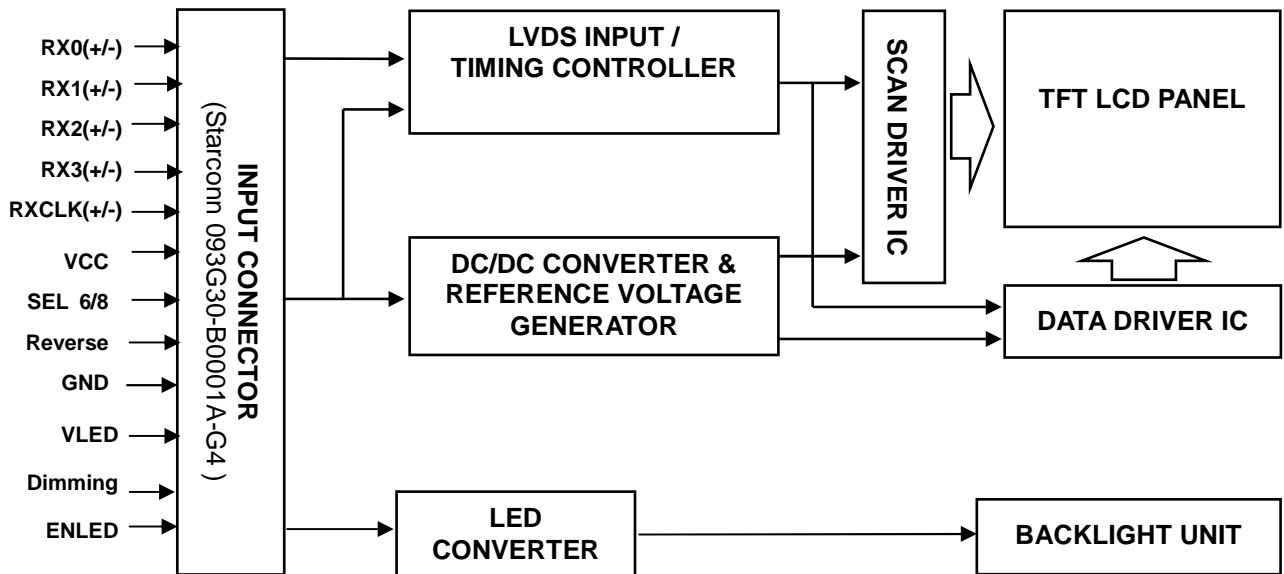 RX0(+/-)
RX1(+/-)
RX2(+/-)
RX3(+/-)
RXCLK(+/-)
VCC
SEL 6/8
Reverse
GND
VLED
Dimming
ENLED
INPUT CONNECTOR
(Starconn 093G30-B0001A-G4 )
LVDS INPUT /
TIMING CONTROLLER
DC/DC CONVERTER &
REFERENCE VOLTAGE
GENERATOR
LED
CONVERTER
SCAN DRIVER IC
TFT LCD PANEL
DATA DRIVER IC
BACKLIGHT UNIT